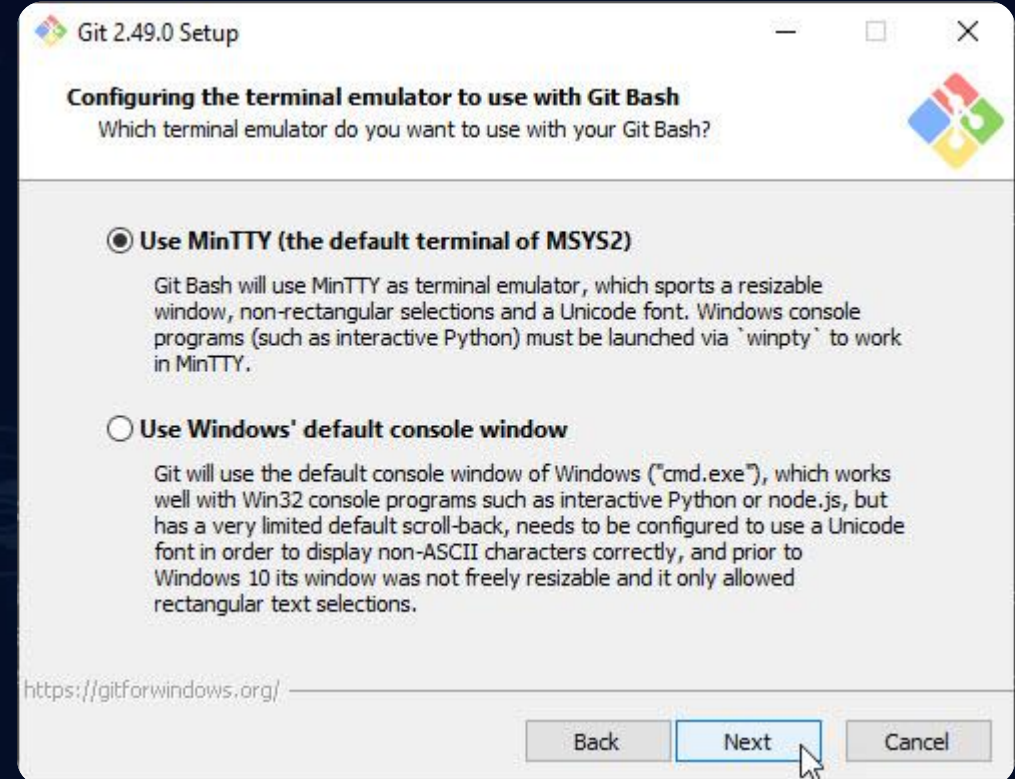 Git 2.49.0 Setup
Configuring the terminal emulator to use with Git Bash
Which terminal emulator do you want to use with your Git Bash?
Use MinTTY (the default terminal of MSYS2)
Git Bash will use MinTTY as terminal emulator, which sports a resizable
window, non-rectangular selections and a Unicode font. Windows console
programs (such as interactive Python) must be launched via `winpty` to work
in MinTTY.
Use Windows' default console window
Git will use the default console window of Windows ("cmd.exe"), which works
well with Win32 console programs such as interactive Python or node.js, but
has a very limited default scroll-back, needs to be configured to use a Unicode
font in order to display non-ASCII characters correctly, and prior to
Windows 10 its window was not freely resizable and it only allowed
rectangular text selections.
https://gitforwindows.org/
Back Next Cancel